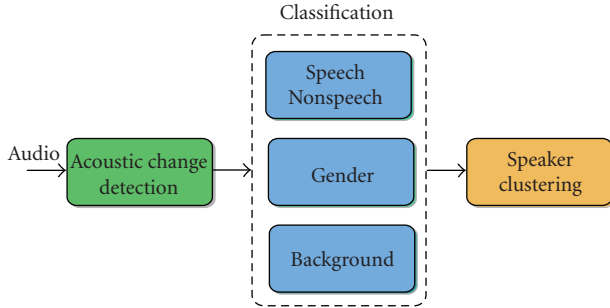 Classification
Speech
Nonspeech
Audio
Acoustic change
detection
Gender
Speaker
clustering
Background